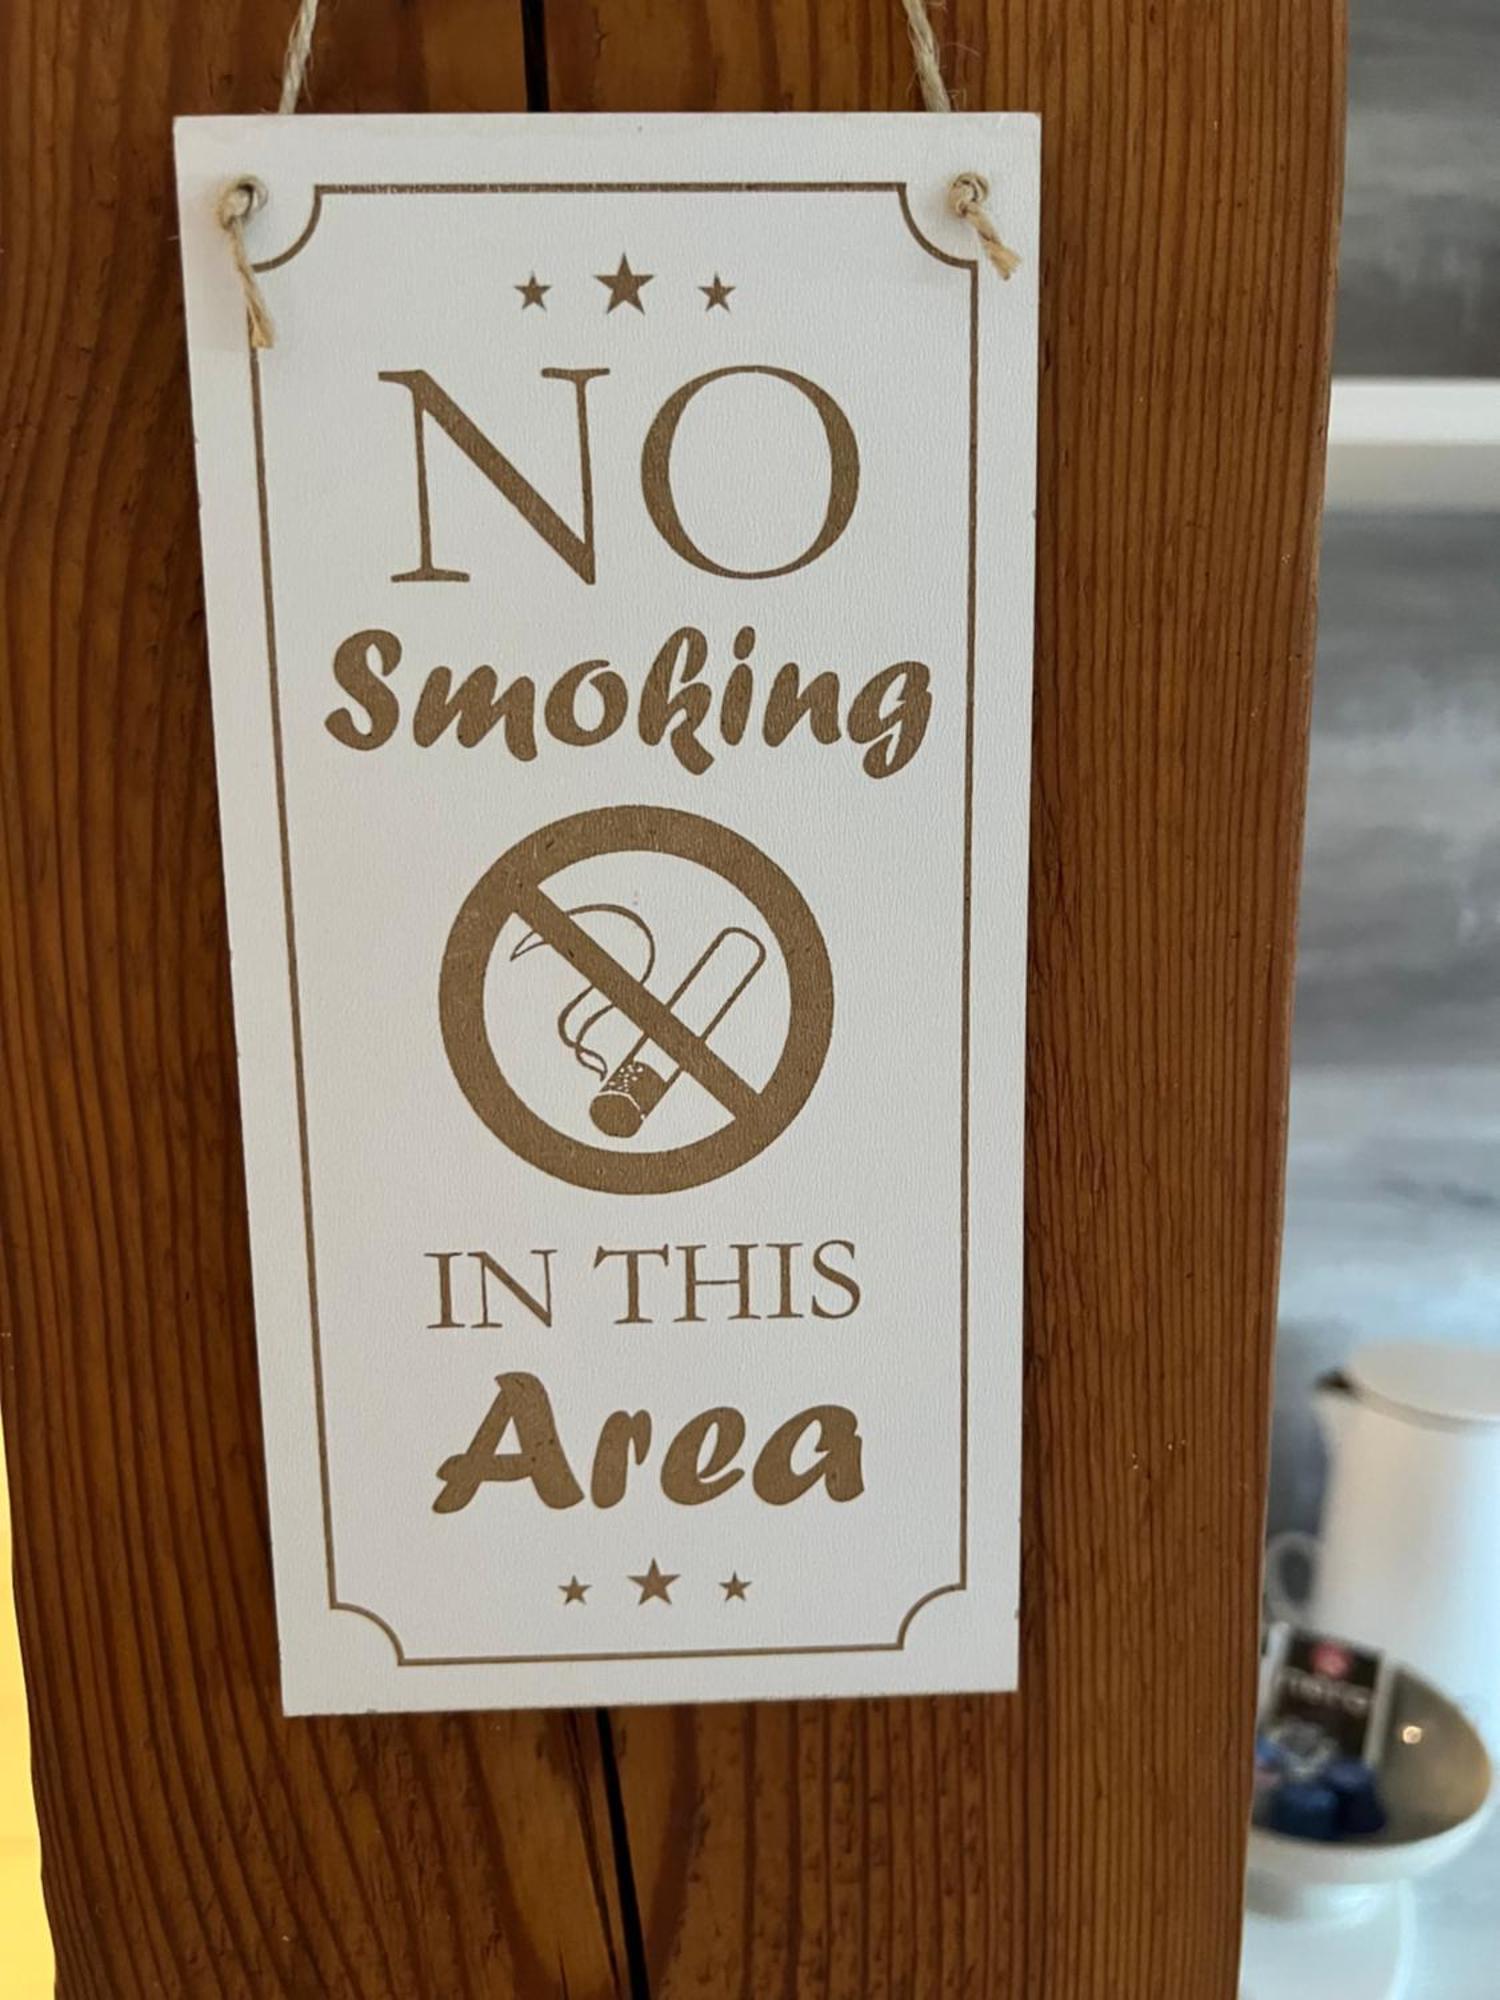 NO
Smoking
IN THIS
Area